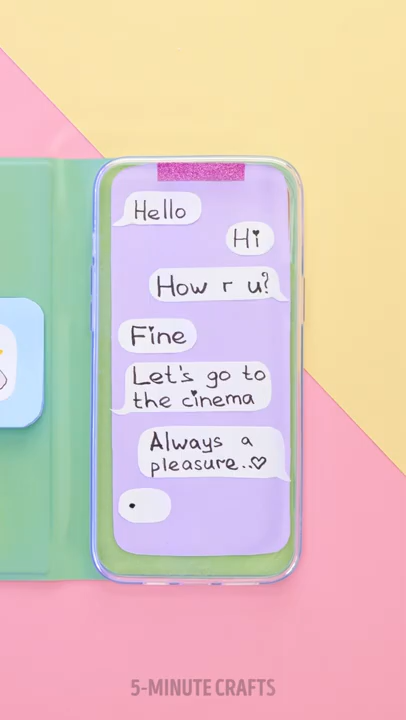 Hello
Hi
How r u?
Fine
Let's go to
the cinema
Always a
pleasure..♡
5-MINUTE CRAFTS